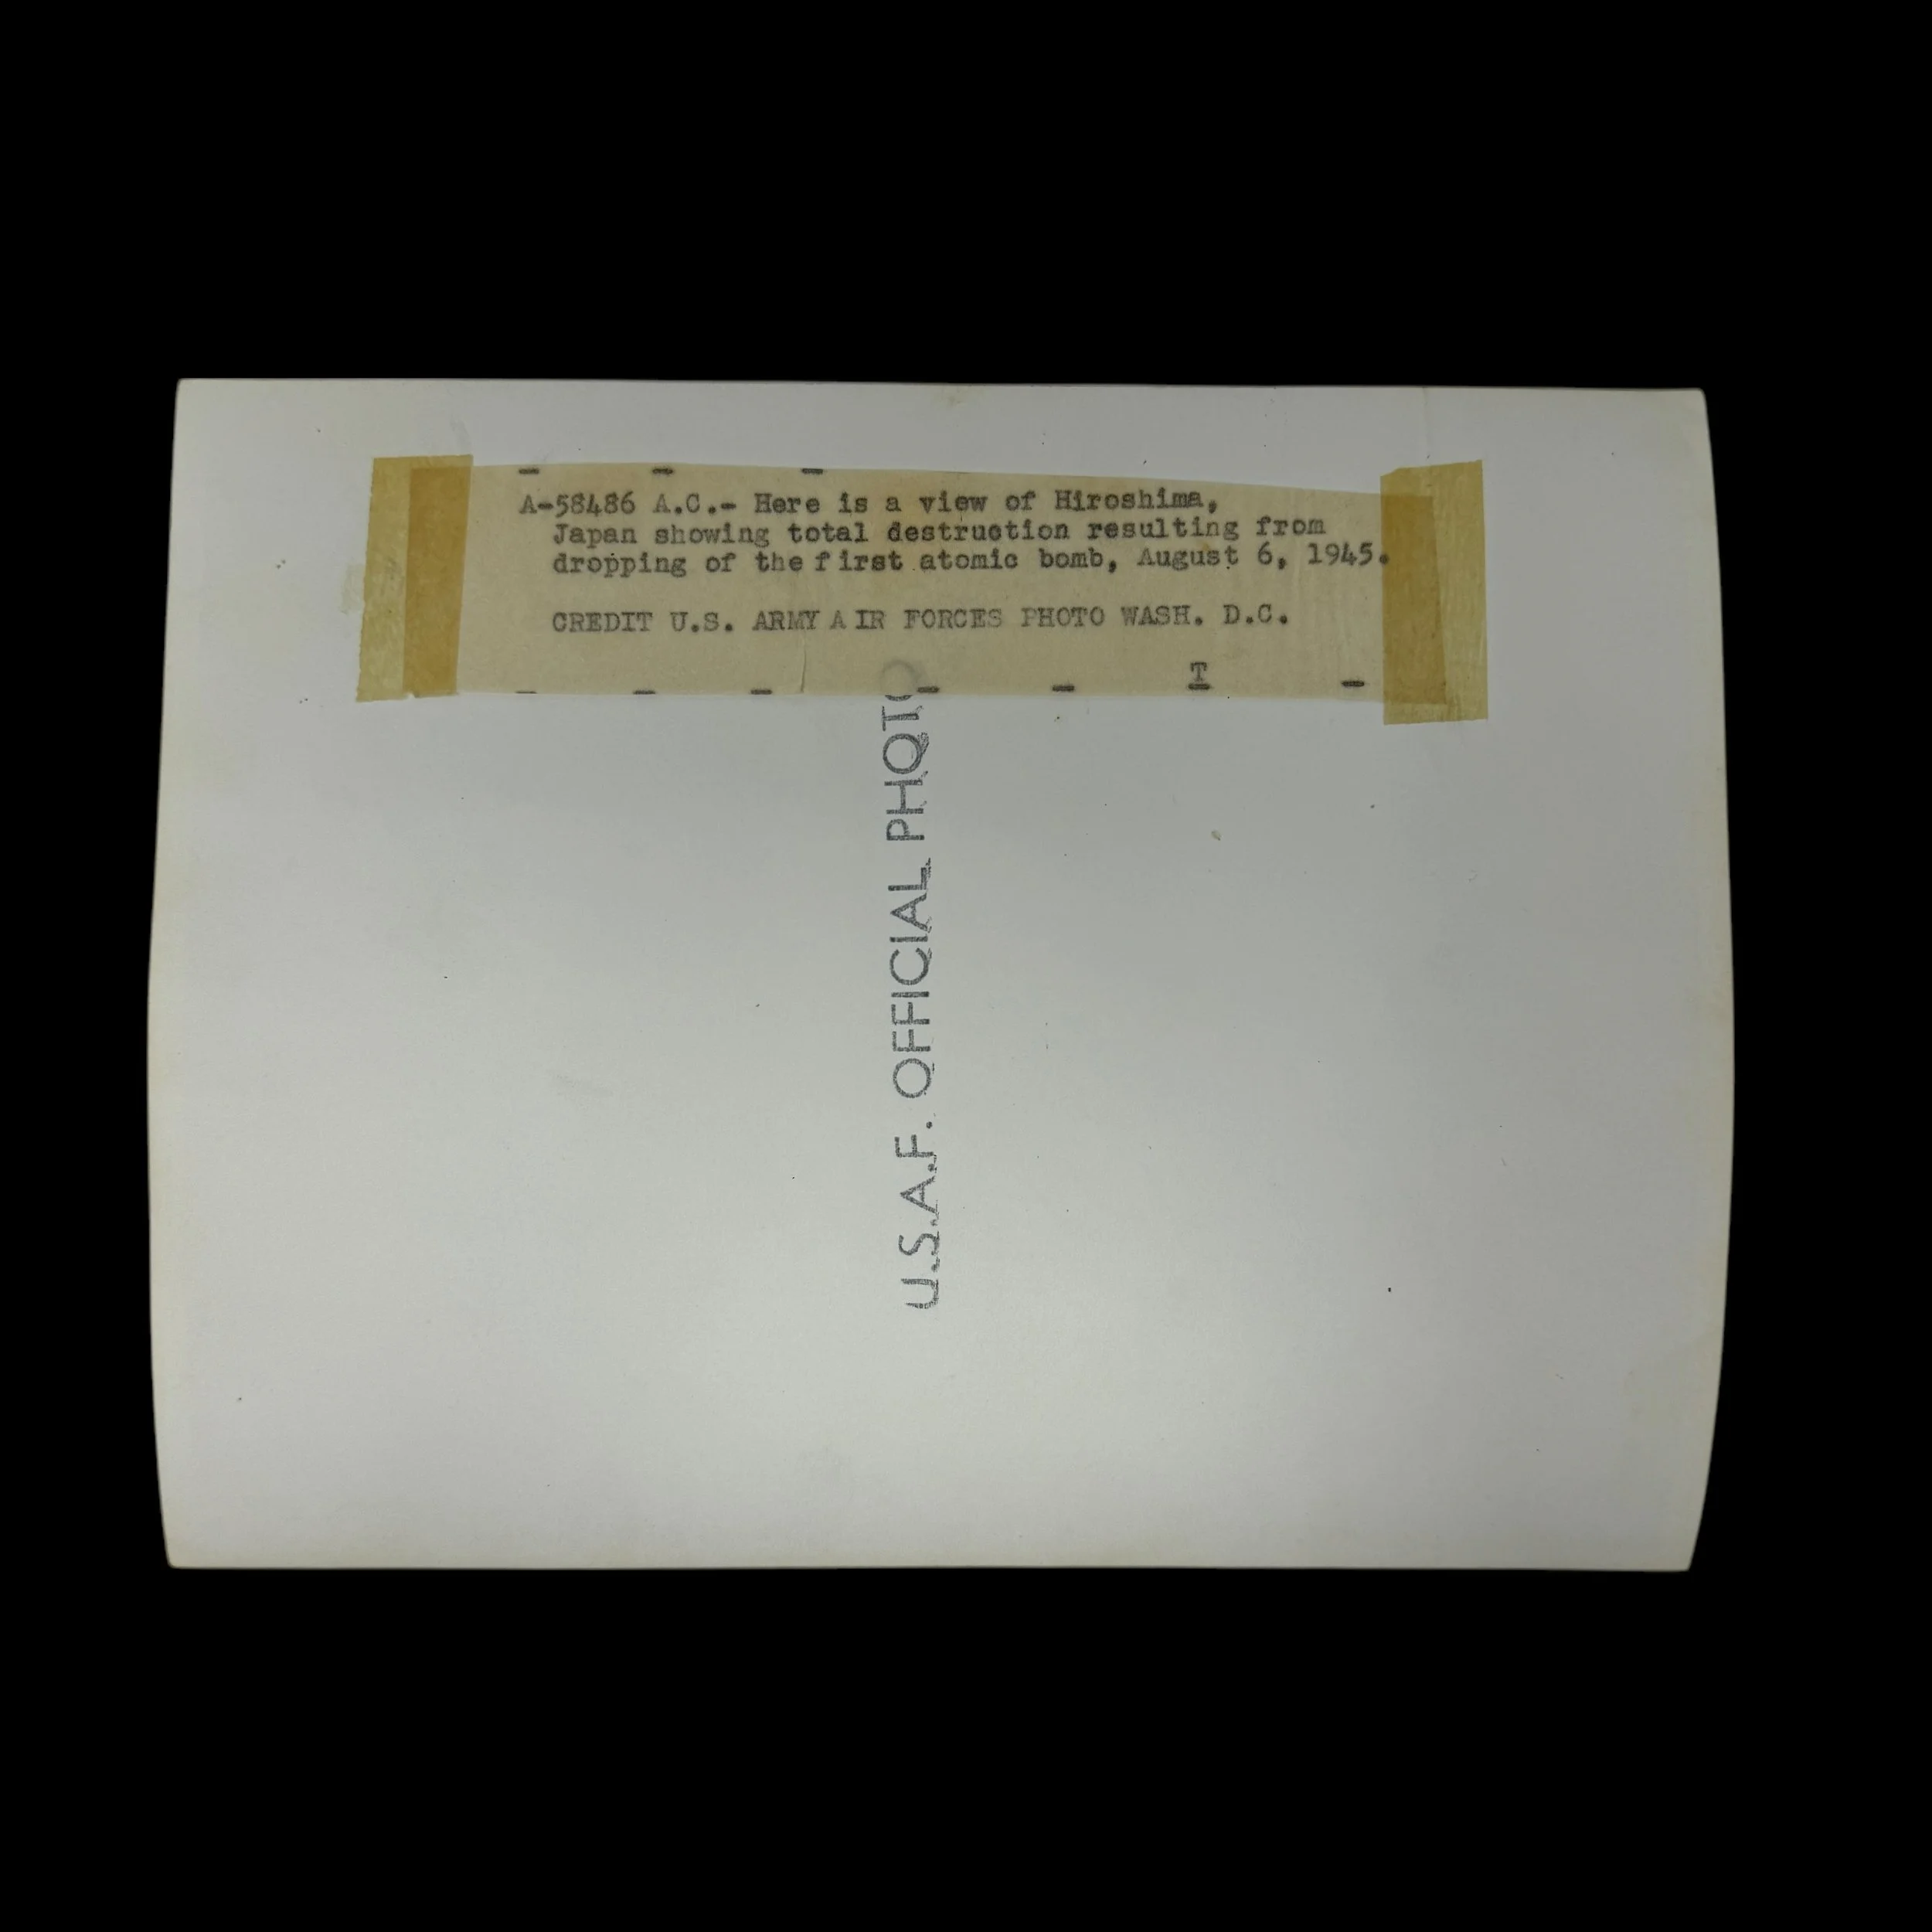 A-58486 A.C.- Here is a view of Hiroshima,
Japan showing total destruction resulting from
dropping of the first atomic bomb, August 6, 1945.
CREDIT U.S. ARMY AIR FORCES PHOTO WASH. D.C.
T
U.S.A.F. OFFICIAL PHOTO